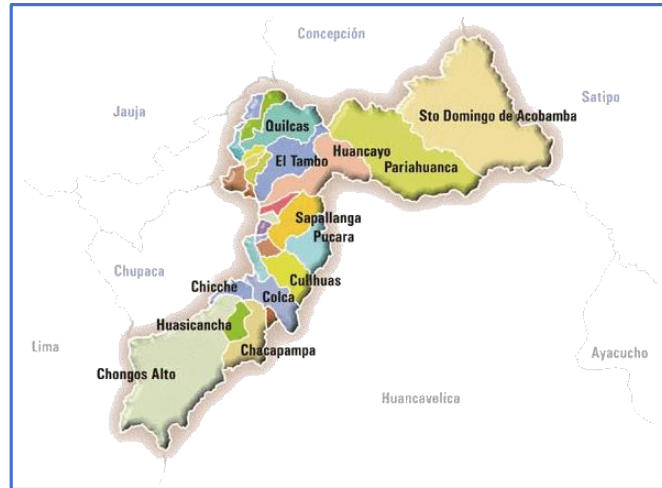 Concepción
Jauja
Satipo
Sto Domingo de Acobamba
Quilcas
Huancayo
El Tambo
Pariahuanca
Sapallanga
Pucara
Chupaca
Cullhuas
Chicche
Colca
Huasicancha
Lima
Chacapampa
Ayacucho
Chongos Alto
Huancavelica